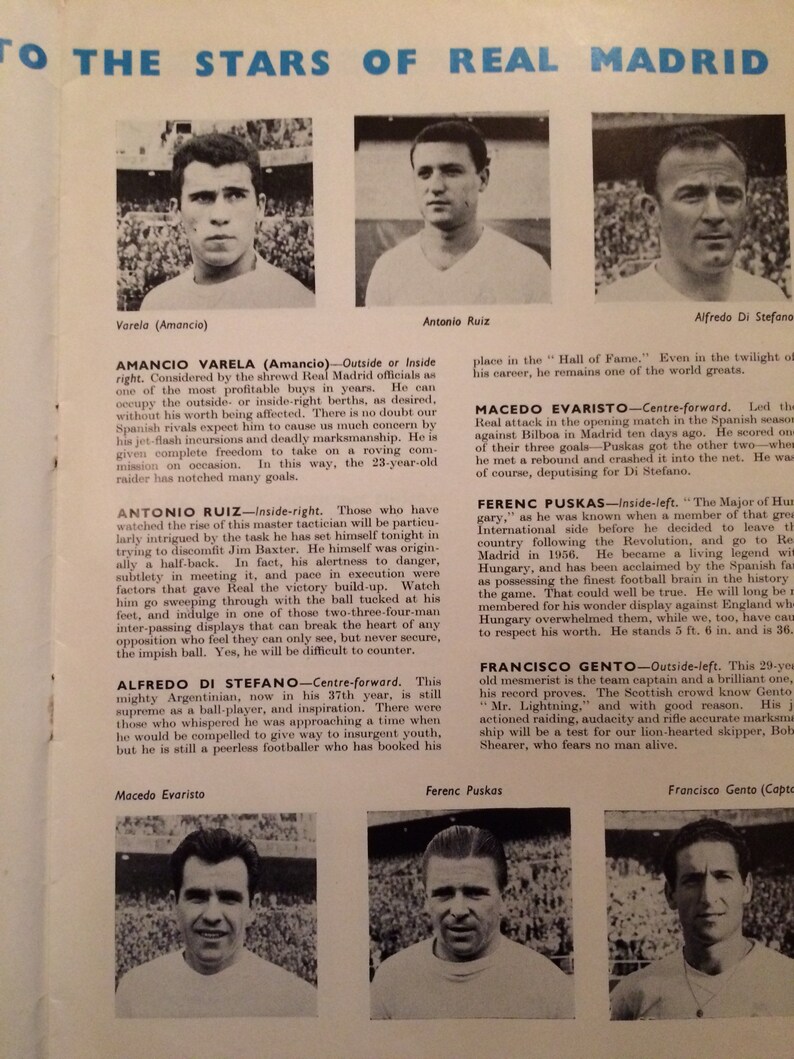 TO THE STARS OF REAL MADRID
Varela (Amancio)
Antonio Ruiz
Alfredo Di Stefano
AMANCIO VARELA (Amancio)—Outside or Inside
right. Considered by the shrewd Real Madrid officials as
one of the most profitable buys in years. He can
occupy the outside- or inside-right berths, as desired,
without his worth being affected. There is no doubt our
Spanish rivals expect him to cause us much concern by
his jet-flash incursions and deadly marksmanship. He is
given complete freedom to take on a roving com-
mission on occasion. In this way, the 23-year-old
raider has notched many goals.
ANTONIO RUIZ—Inside-right. Those who have
watched the rise of this master tactician will be particu-
larly intrigued by the task he has set himself tonight in
trying to discomfit Jim Baxter. He himself was origin-
ally a half-back. In fact, his alertness to danger,
subtlety in meeting it, and pace in execution were
factors that gave Real the victory build-up. Watch
him go sweeping through with the ball tucked at his
feet, and indulge in one of those two-three-four-man
inter-passing displays that can break the heart of any
opposition who feel they can only see, but never secure,
the impish ball. Yes, he will be difficult to counter.
ALFREDO DI STEFANO—Centre-forward. This
mighty Argentinian, now in his 37th year, is still
supreme as a ball-player, and inspiration. There were
those who whispered he was approaching a time when
he would be compelled to give way to insurgent youth,
but he is still a peerless footballer who has booked his
place in the " Hall of Fame." Even in the twilight of
his career, he remains one of the world greats.
MACEDO EVARISTO—Centre-forward. Led the
Real attack in the opening match in the Spanish season
against Bilboa in Madrid ten days ago. He scored one
of their three goals—Puskas got the other two—when
he met a rebound and crashed it into the net. He was
of course, deputising for Di Stefano.
FERENC PUSKAS—Inside-left. " The Major of Hun
gary," as he was known when a member of that grea
International side before he decided to leave th
country following the Revolution, and go to Re
Madrid in 1956. He became a living legend wit
Hungary, and has been acclaimed by the Spanish fa
as possessing the finest football brain in the history
the game. That could well be true. He will long be r
membered for his wonder display against England wh
Hungary overwhelmed them, while we, too, have cau
to respect his worth. He stands 5 ft. 6 in. and is 36.
FRANCISCO GENTO—Outside-left. This 29-yea
old mesmerist is the team captain and a brilliant one,
his record proves. The Scottish crowd know Gento
" Mr. Lightning," and with good reason. His j
actioned raiding, audacity and rifle accurate marksma
ship will be a test for our lion-hearted skipper, Bob
Shearer, who fears no man alive.
Macedo Evaristo
Ferenc Puskas
Francisco Gento (Capta